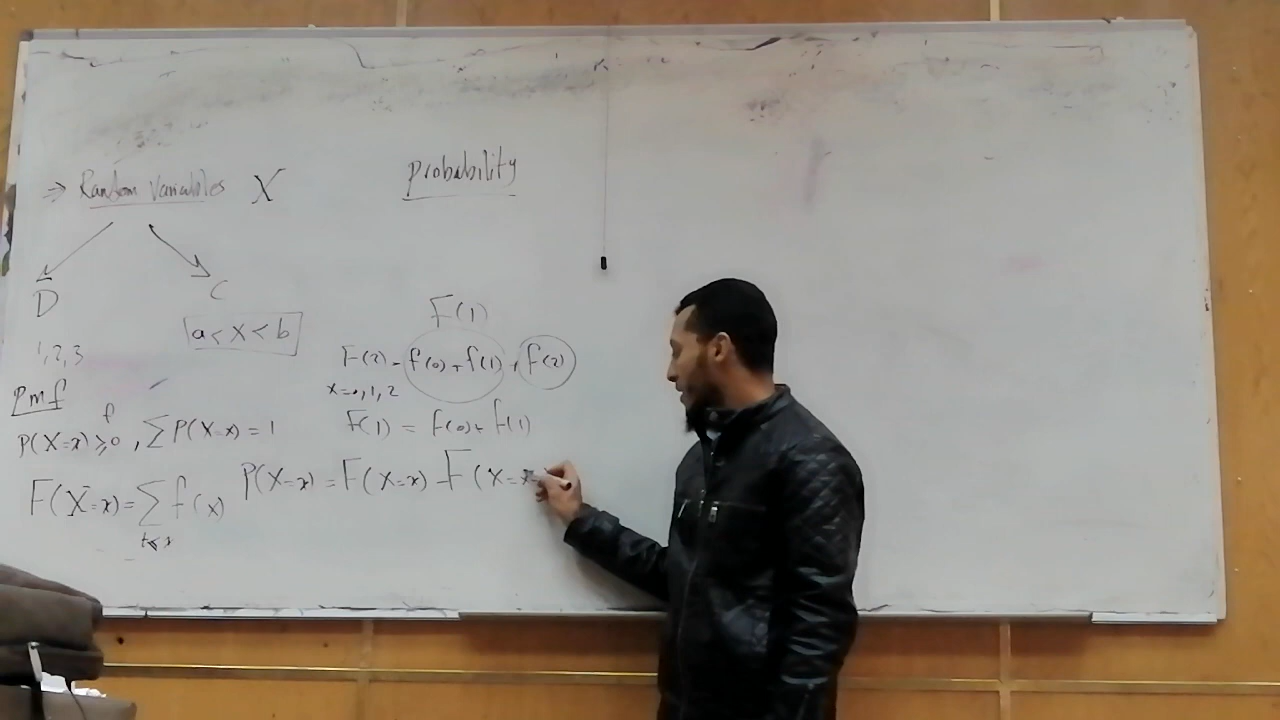 probability
⇒ Random Variables X
D
C
a < x < b
1, 2, 3
F(1)
F(2) = f(0) + f(1) + f(2)
x=0, 1, 2
pmf
F(1) = f(0) + f(1)
f
P(X=x) ≥ 0 , ∑ P(X=x) = 1
P(X=x) = F(X=x) - F(X=x-
F(X=x) = ∑ f(x)
t≤x